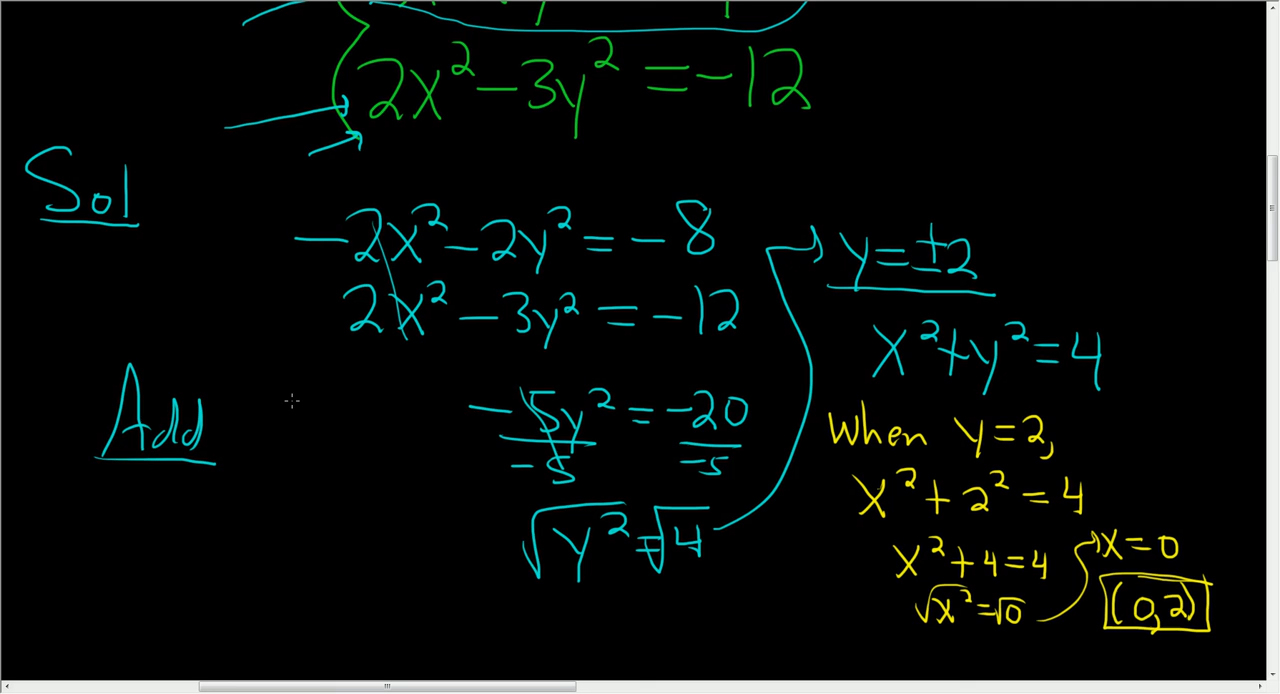 2x² - 3y² = -12
Sol
-2x² - 2y² = -8
2x² - 3y² = -12
Add
-5y² = -20
-5 -5
√y² = √4
y = ±2
x² + y² = 4
When y = 2,
x² + 2² = 4
x² + 4 = 4
√x² = √0
x = 0
(0, 2)